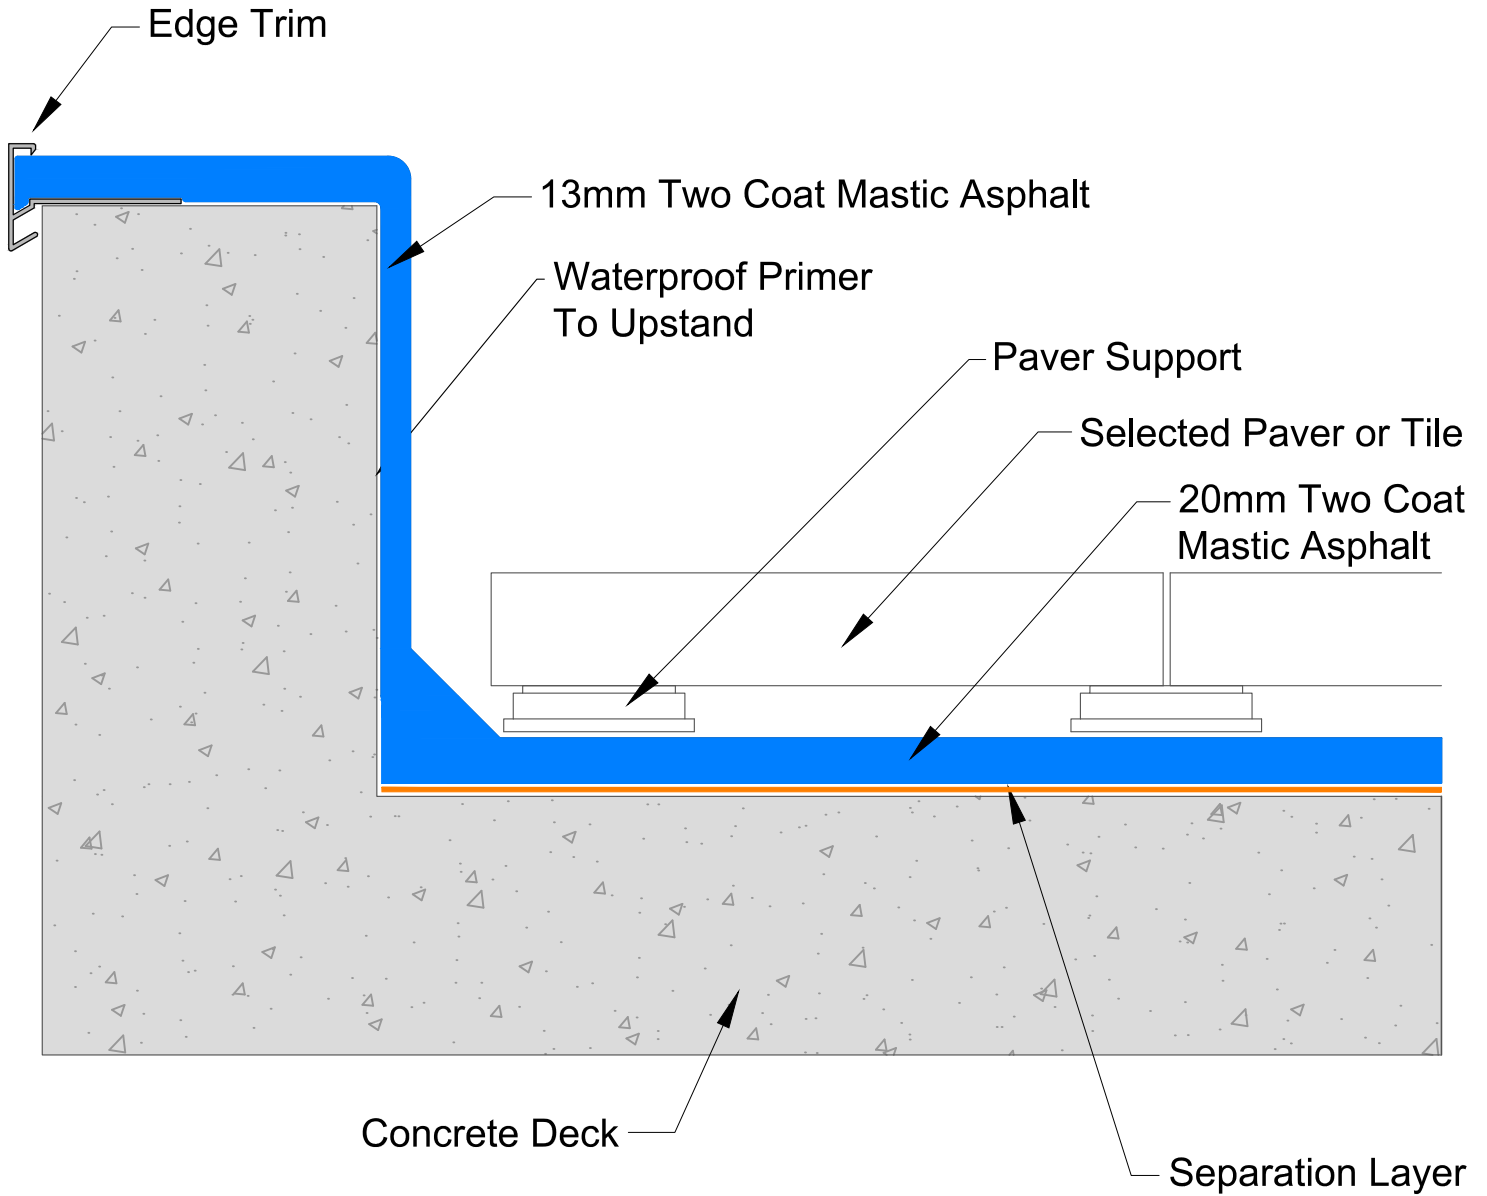 Edge Trim
13mm Two Coat Mastic Asphalt
Waterproof Primer
To Upstand
Paver Support
Selected Paver or Tile
20mm Two Coat
Mastic Asphalt
Concrete Deck
Separation Layer